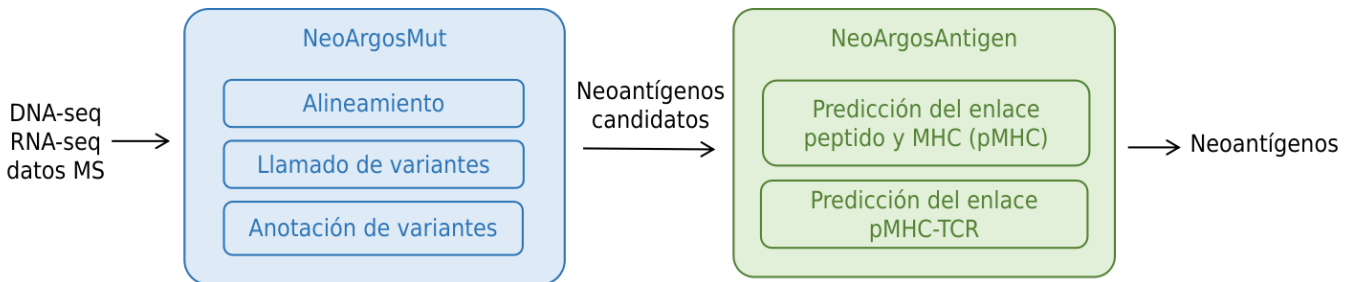 DNA-seq
RNA-seq
datos MS
NeoArgosMut
Alineamiento
Llamado de variantes
Anotación de variantes
Neoantígenos
candidatos
NeoArgosAntigen
Predicción del enlace
peptido y MHC (pMHC)
Predicción del enlace
pMHC-TCR
Neoantígenos